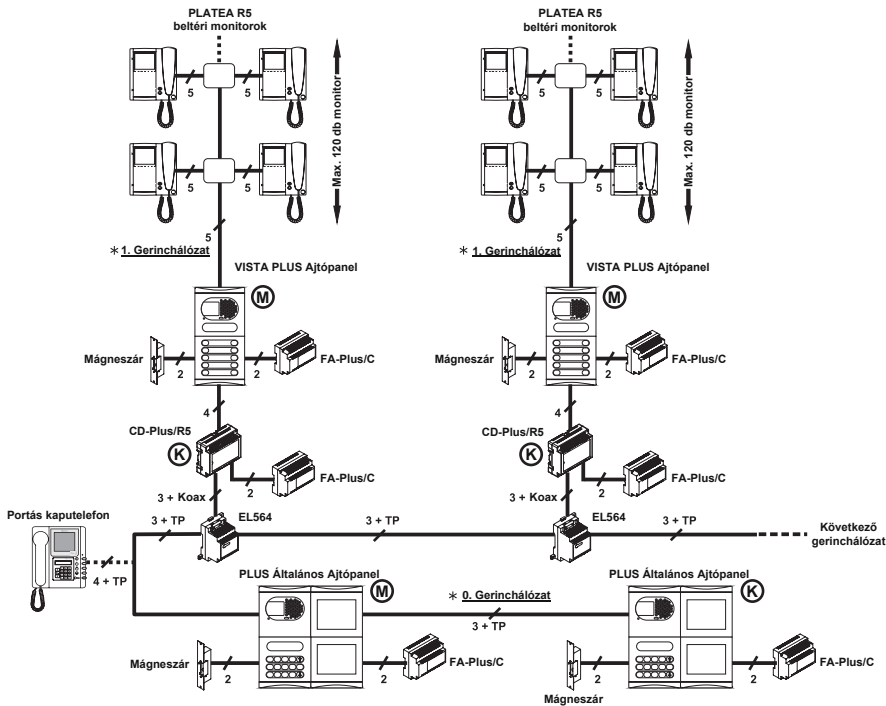 PLATEA R5
beltéri monitorok
PLATEA R5
beltéri monitorok
5
5
5
5
Max. 120 db monitor
Max. 120 db monitor
5
5
5
5
5
5
* 1. Gerinchálózat
* 1. Gerinchálózat
VISTA PLUS Ajtópanel
VISTA PLUS Ajtópanel
M
M
Mágneszár
2
2
FA-Plus/C
Mágneszár
2
2
FA-Plus/C
4
4
CD-Plus/R5
CD-Plus/R5
K
K
2
FA-Plus/C
2
FA-Plus/C
3 + Koax
3 + Koax
Portás kaputelefon
3 + TP
EL564
3 + TP
EL564
3 + TP
Következő
gerinchálózat
4 + TP
PLUS Általános Ajtópanel
M
* 0. Gerinchálózat
PLUS Általános Ajtópanel
K
3 + TP
Mágneszár
2
2
FA-Plus/C
Mágneszár
2
2
FA-Plus/C